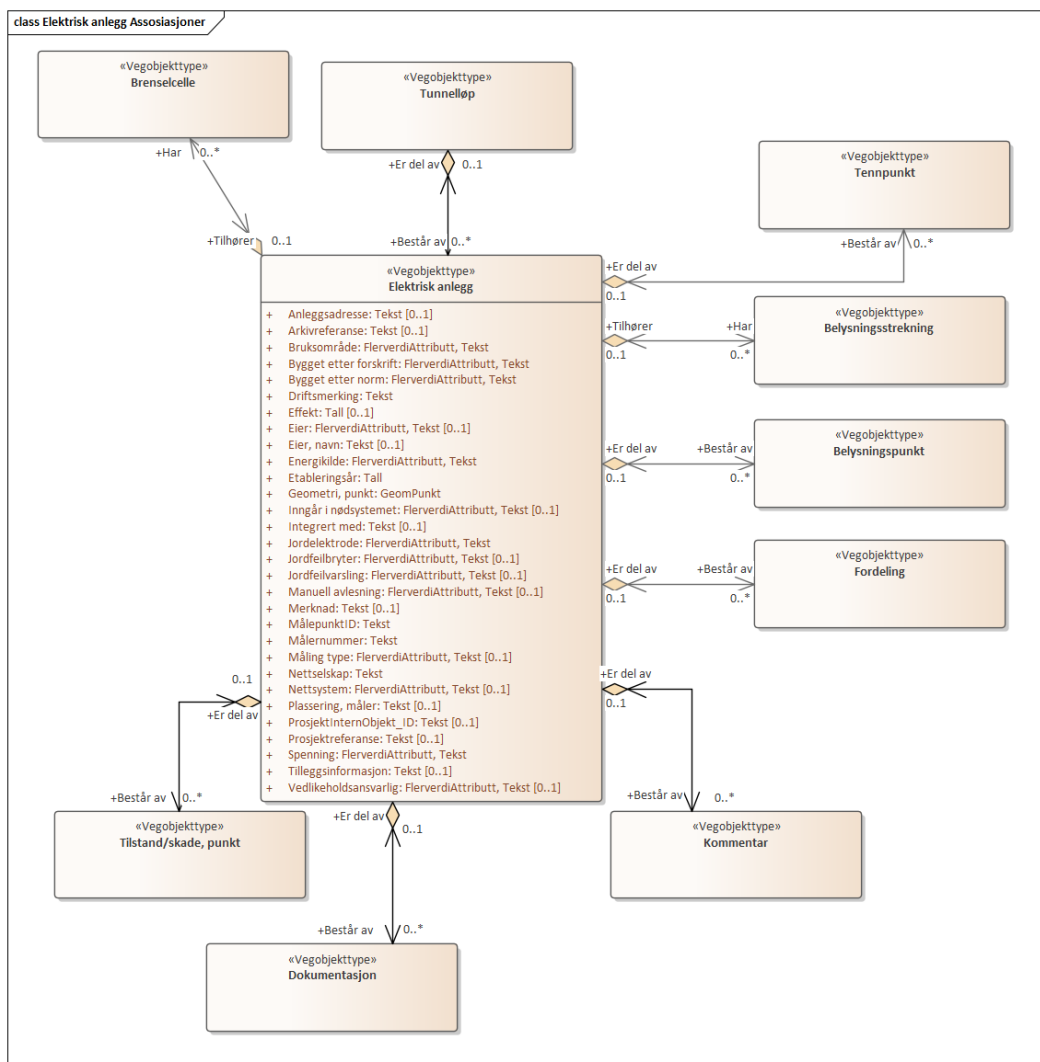 class Elektrisk anlegg Assosiasjoner
«Vegobjekttype»
Brenselcelle
«Vegobjekttype»
Tunnelløp
+Har
0..*
+Er del av
0..1
«Vegobjekttype»
Tennpunkt
+Tilhører
0..1
+Består av
0..*
+Består av
0..*
«Vegobjekttype»
Elektrisk anlegg
+ Anleggsadresse: Tekst [0..1]
+ Arkivreferanse: Tekst [0..1]
+ Bruksområde: FlerverdiAttributt, Tekst
+ Bygget etter forskrift: FlerverdiAttributt, Tekst
+ Bygget etter norm: FlerverdiAttributt, Tekst
+ Driftsmerking: Tekst
+ Effekt: Tall [0..1]
+ Eier: FlerverdiAttributt, Tekst [0..1]
+ Eier, navn: Tekst [0..1]
+ Energikilde: FlerverdiAttributt, Tekst
+ Etableringsår: Tall
+ Geometri, punkt: GeomPunkt
+ Inngår i nødsystemet: FlerverdiAttributt, Tekst [0..1]
+ Integrert med: Tekst [0..1]
+ Jordelektrode: FlerverdiAttributt, Tekst
+ Jordfeilbryter: FlerverdiAttributt, Tekst [0..1]
+ Jordfeilvarsling: FlerverdiAttributt, Tekst [0..1]
+ Manuell avlesning: FlerverdiAttributt, Tekst [0..1]
+ Merknad: Tekst [0..1]
+ MålepunktID: Tekst
+ Målernummer: Tekst
+ Måling type: FlerverdiAttributt, Tekst [0..1]
+ Nettselskap: Tekst
+ Nettsystem: FlerverdiAttributt, Tekst [0..1]
+ Plassering, måler: Tekst [0..1]
+ ProsjektInternObjekt_ID: Tekst [0..1]
+ Prosjektreferanse: Tekst [0..1]
+ Spenning: FlerverdiAttributt, Tekst
+ Tilleggsinformasjon: Tekst [0..1]
+ Vedlikeholdsansvarlig: FlerverdiAttributt, Tekst [0..1]
+Er del av
0..1
+Tilhører
0..1
+Har
0..*
«Vegobjekttype»
Belysningsstrekning
+Er del av
0..1
+Består av
0..*
«Vegobjekttype»
Belysningspunkt
+Er del av
0..1
+Består av
0..*
«Vegobjekttype»
Fordeling
0..1
+Er del av
+Består av
0..*
«Vegobjekttype»
Tilstand/skade, punkt
+Er del av
0..1
+Består av
0..*
«Vegobjekttype»
Kommentar
+Er del av
0..1
+Består av
0..*
«Vegobjekttype»
Dokumentasjon